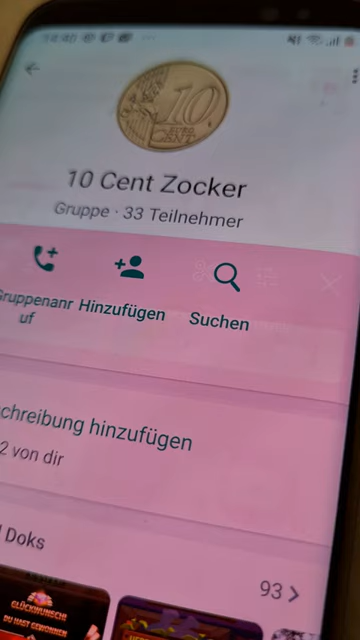 10
EURO
CENT
10 Cent Zocker
Gruppe · 33 Teilnehmer
Gruppenanr
uf
Hinzufügen
Suchen
chreibung hinzufügen
2 von dir
Doks
93
GLÜCKWUNSCH!
DU HAST GEWONNEN